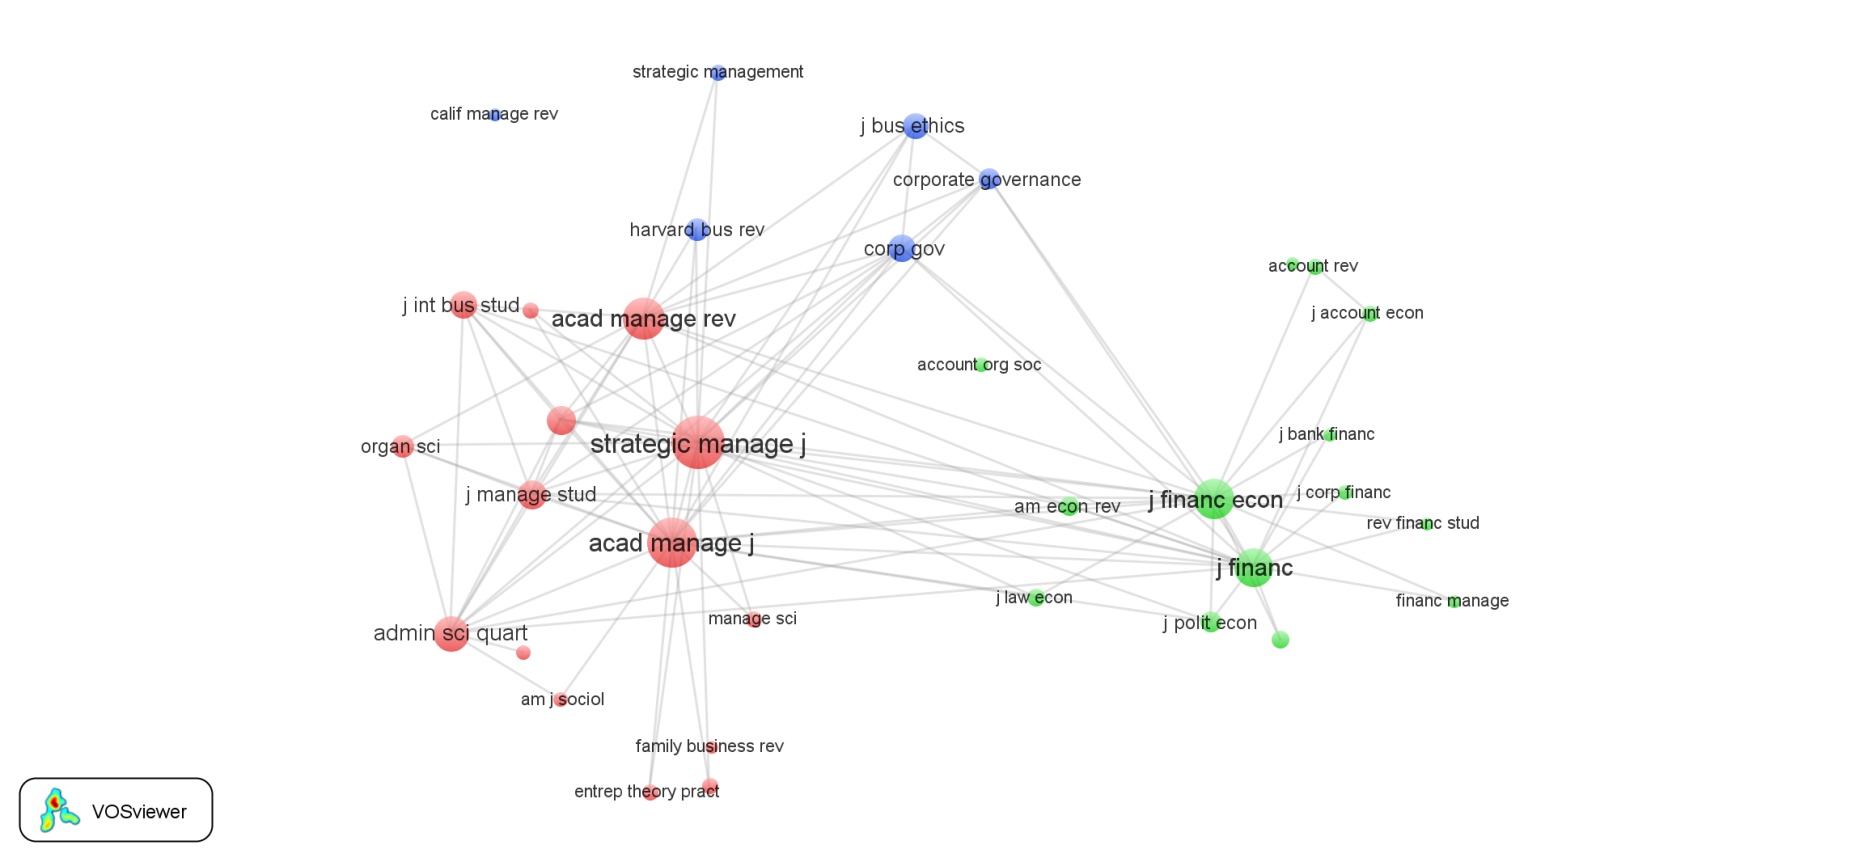 strategic management
calif manage rev
j bus ethics
corporate governance
harvard bus rev
corp gov
account rev
j int bus stud
j account econ
acad manage rev
account org soc
j bank financ
strategic manage j
organ sci
j manage stud
j corp financ
j financ econ
am econ rev
rev financ stud
acad manage j
j financ
j law econ
financ manage
manage sci
j polit econ
admin sci quart
am j sociol
family business rev
entrep theory pract
VOSviewer